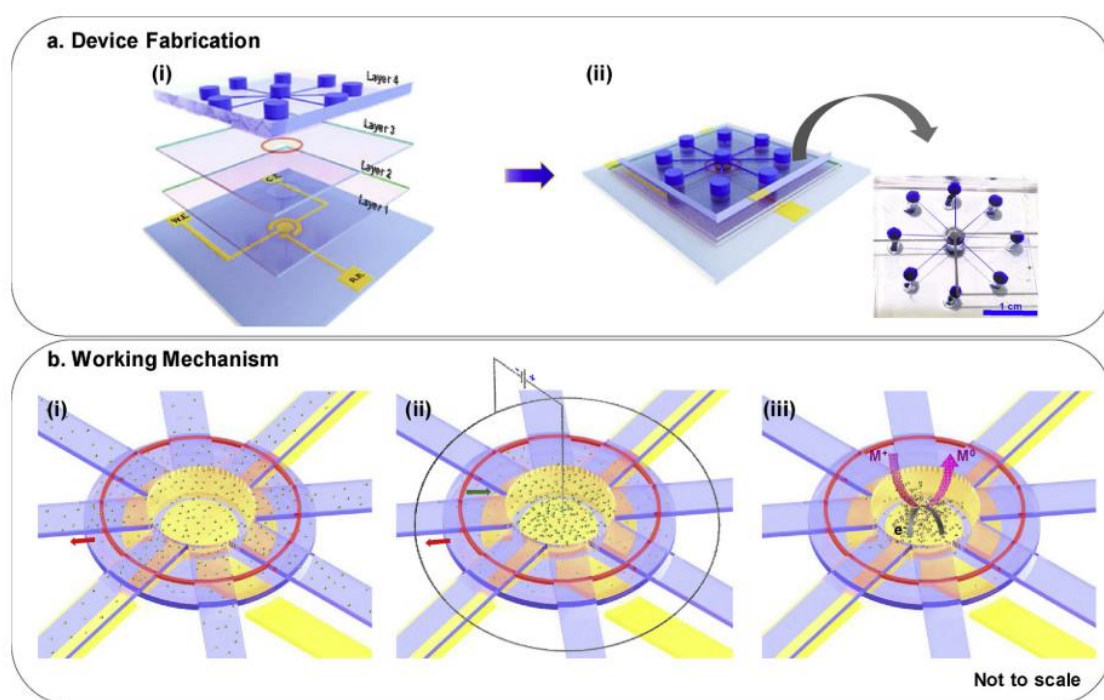 a. Device Fabrication
(i)
(ii)
Layer 4
Layer 3
Layer 2
Layer 1
C.E.
W.E.
R.E.
1 cm
b. Working Mechanism
(i)
(ii)
(iii)
- +
M⁺
M⁰
e⁻
Not to scale